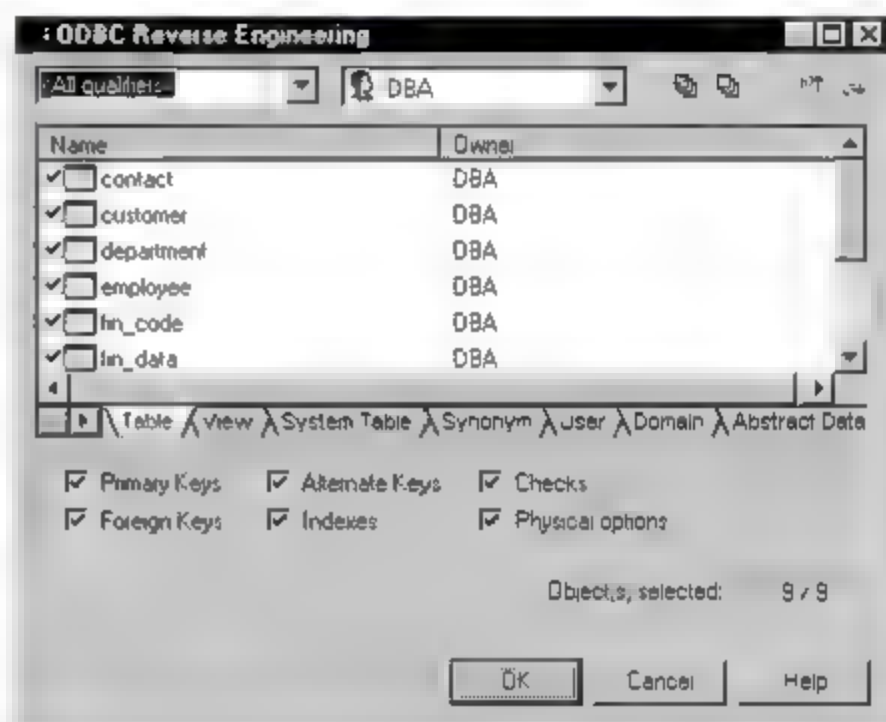 ODBC Reverse Engineering
<All qualifiers> DBA
Name Owner
contact DBA
customer DBA
department DBA
employee DBA
fin_code DBA
fin_data DBA
Table View System Table Synonym User Domain Abstract Data
Primary Keys Alternate Keys Checks
Foreign Keys Indexes Physical options
Object(s) selected: 9 / 9
OK Cancel Help